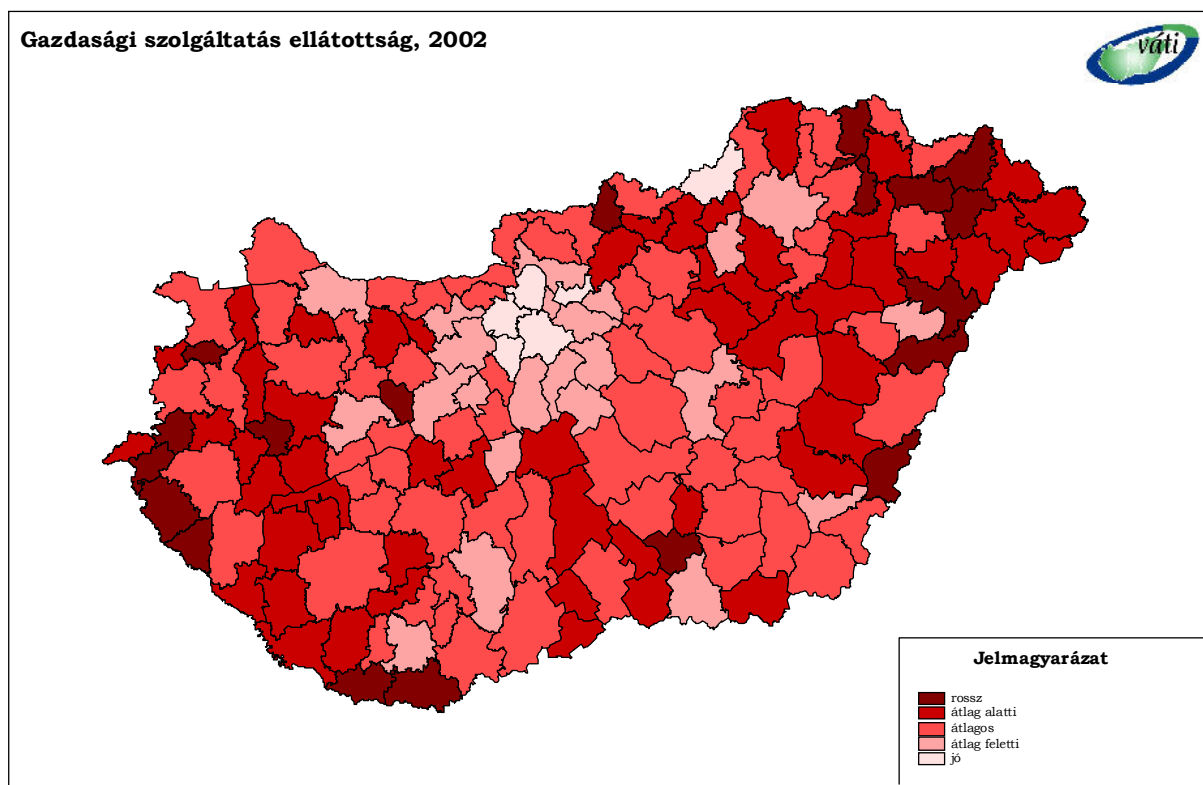 Gazdasági szolgáltatás ellátottság, 2002
váti
Jelmagyarázat
rossz
átlag alatti
átlagos
átlag feletti
jó